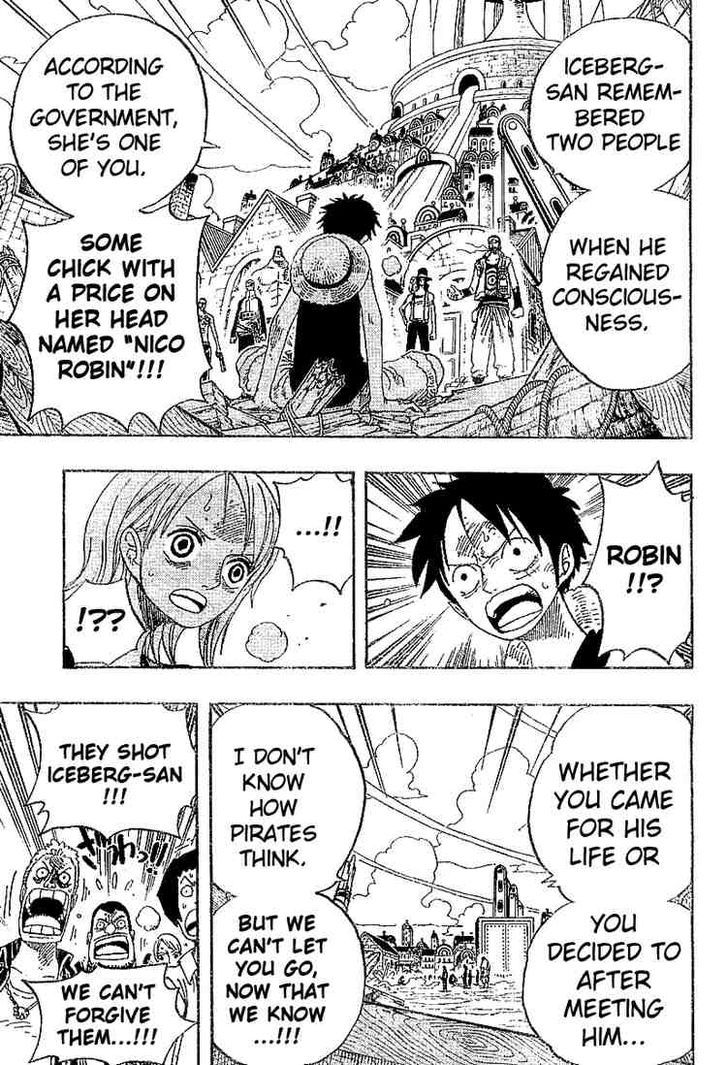 ICEBERG-
SAN REMEM-
BERED
TWO PEOPLE
WHEN HE
REGAINED
CONSCIOUS-
NESS.
ACCORDING
TO THE
GOVERNMENT,
SHE'S ONE
OF YOU.
SOME
CHICK WITH
A PRICE ON
HER HEAD
NAMED "NICO
ROBIN"!!!
ROBIN
!!?
...!!
!??
WHETHER
YOU CAME
FOR HIS
LIFE OR
YOU
DECIDED TO
AFTER
MEETING
HIM...
I DON'T
KNOW
HOW
PIRATES
THINK.
BUT WE
CAN'T LET
YOU GO,
NOW THAT
WE KNOW
...!!!
THEY SHOT
ICEBERG-SAN
!!!
WE CAN'T
FORGIVE
THEM...!!!